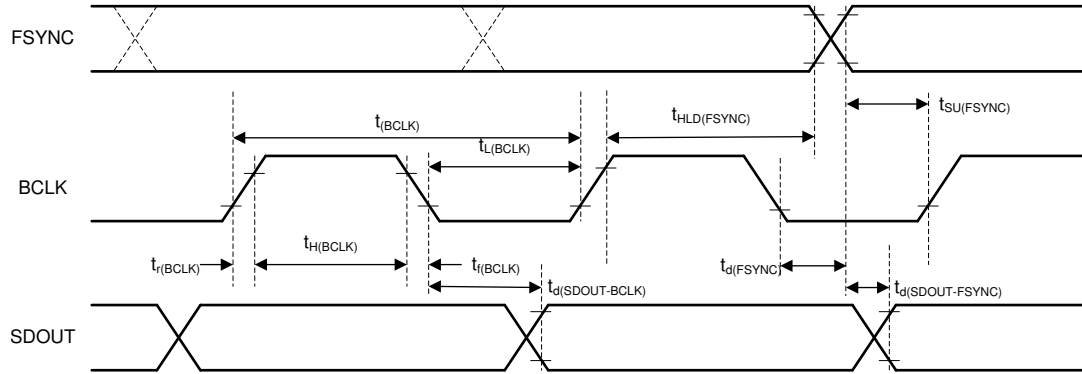 FSYNC
t(BCLK)
tHLD(FSYNC)
tSU(FSYNC)
tL(BCLK)
BCLK
tr(BCLK)
tH(BCLK)
tf(BCLK)
td(FSYNC)
td(SDOUT-BCLK)
td(SDOUT-FSYNC)
SDOUT